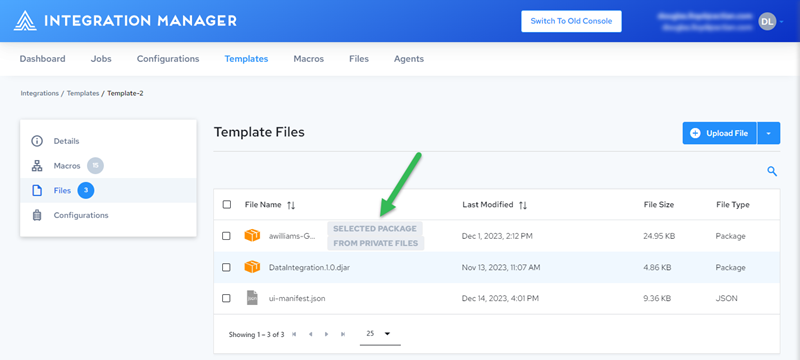 INTEGRATION MANAGER
Switch To Old Console
DL
Dashboard Jobs Configurations Templates Macros Files Agents
Integrations / Templates / Template-2
Details
Macros 15
Files 3
Configurations
Template Files
Upload File
File Name Last Modified File Size File Type
awilliams-G... SELECTED PACKAGE Dec 1, 2023, 2:12 PM 24.95 KB Package
FROM PRIVATE FILES
DataIntegration.1.0.djar Nov 13, 2023, 11:07 AM 4.86 KB Package
ui-manifest.json Dec 14, 2023, 4:01 PM 9.36 KB JSON
Showing 1 – 3 of 3 25